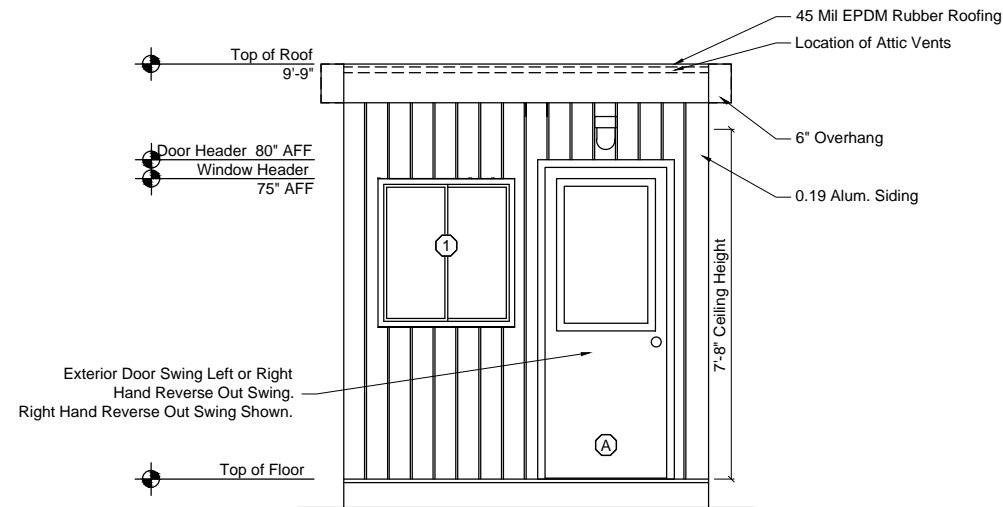 45 Mil EPDM Rubber Roofing
Location of Attic Vents
Top of Roof
9'-9"
6" Overhang
Door Header 80" AFF
Window Header
75" AFF
0.19 Alum. Siding
1
7'-8" Ceiling Height
Exterior Door Swing Left or Right
Hand Reverse Out Swing.
Right Hand Reverse Out Swing Shown.
A
Top of Floor